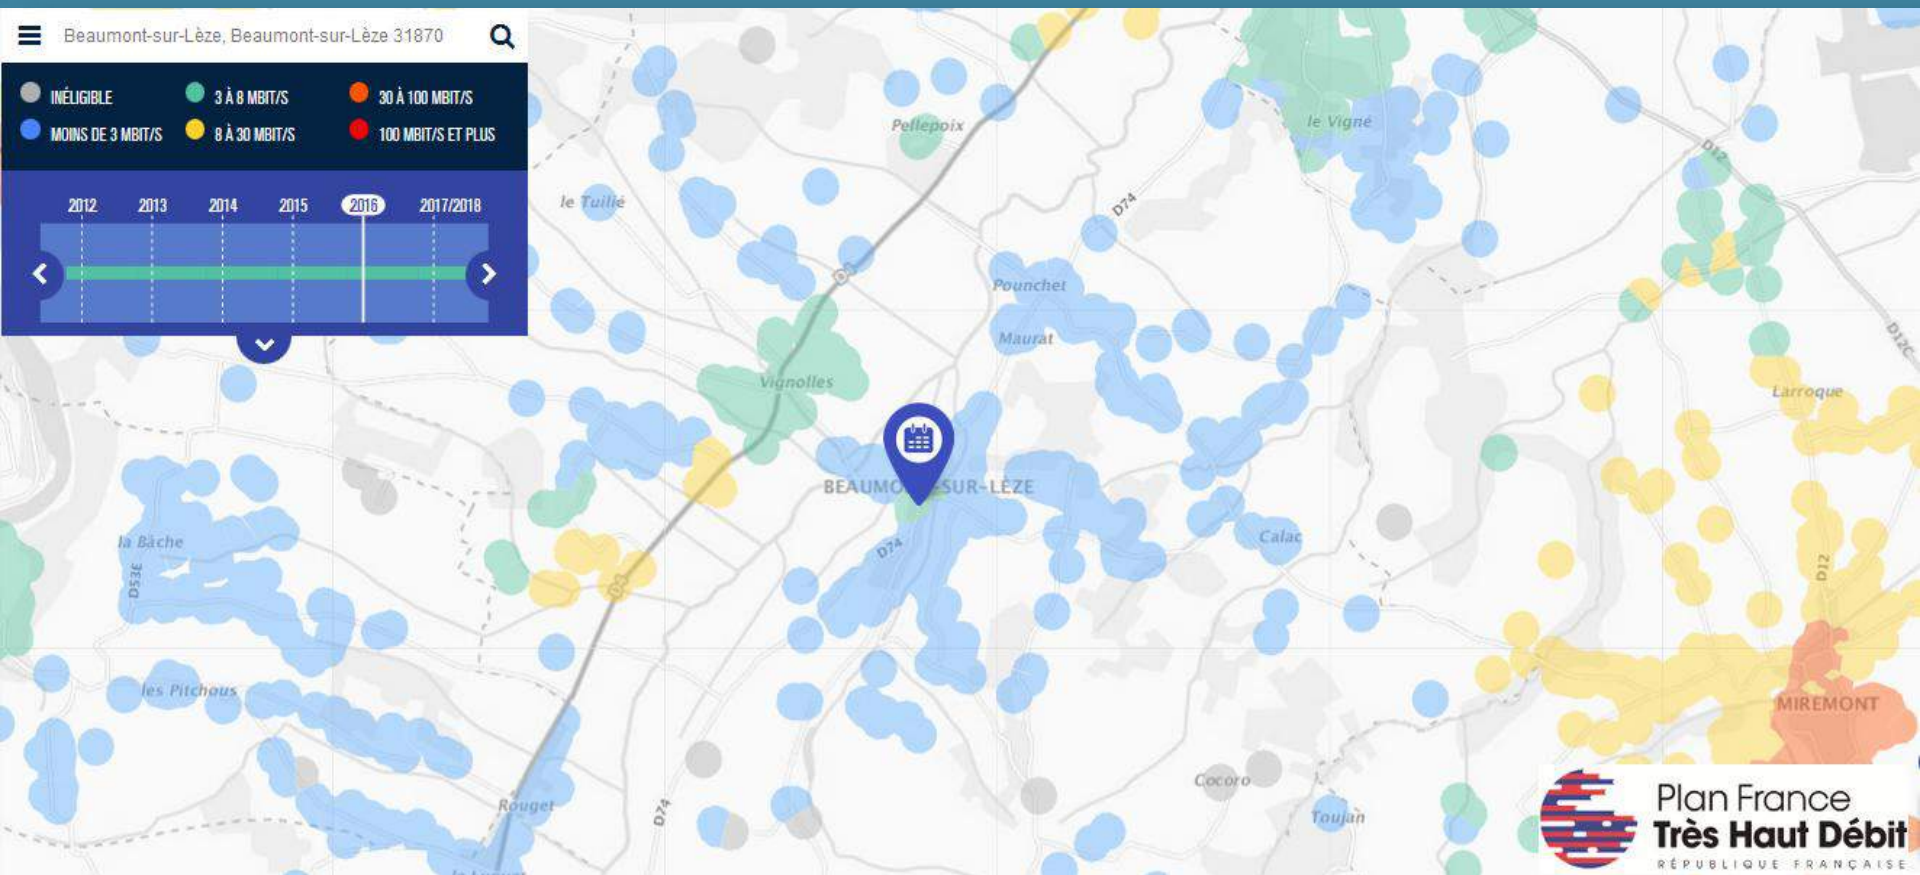 Beaumont-sur-Lèze, Beaumont-sur-Lèze 31870
INÉLIGIBLE
3 À 8 MBIT/S
30 À 100 MBIT/S
MOINS DE 3 MBIT/S
8 À 30 MBIT/S
100 MBIT/S ET PLUS
2012
2013
2014
2015
2016
2017/2018
Pellepoix
le Vigné
D12
le Tuilié
D74
Pounchet
Maurat
D12C
Vignolles
Larroque
BEAUMO SUR-LÈZE
la Bâche
D53E
D74
Calac
D12
les Pitchous
MIREMONT
Rouget
D74
Cocoro
Toujan
Plan France
Très Haut Débit
RÉPUBLIQUE FRANÇAISE